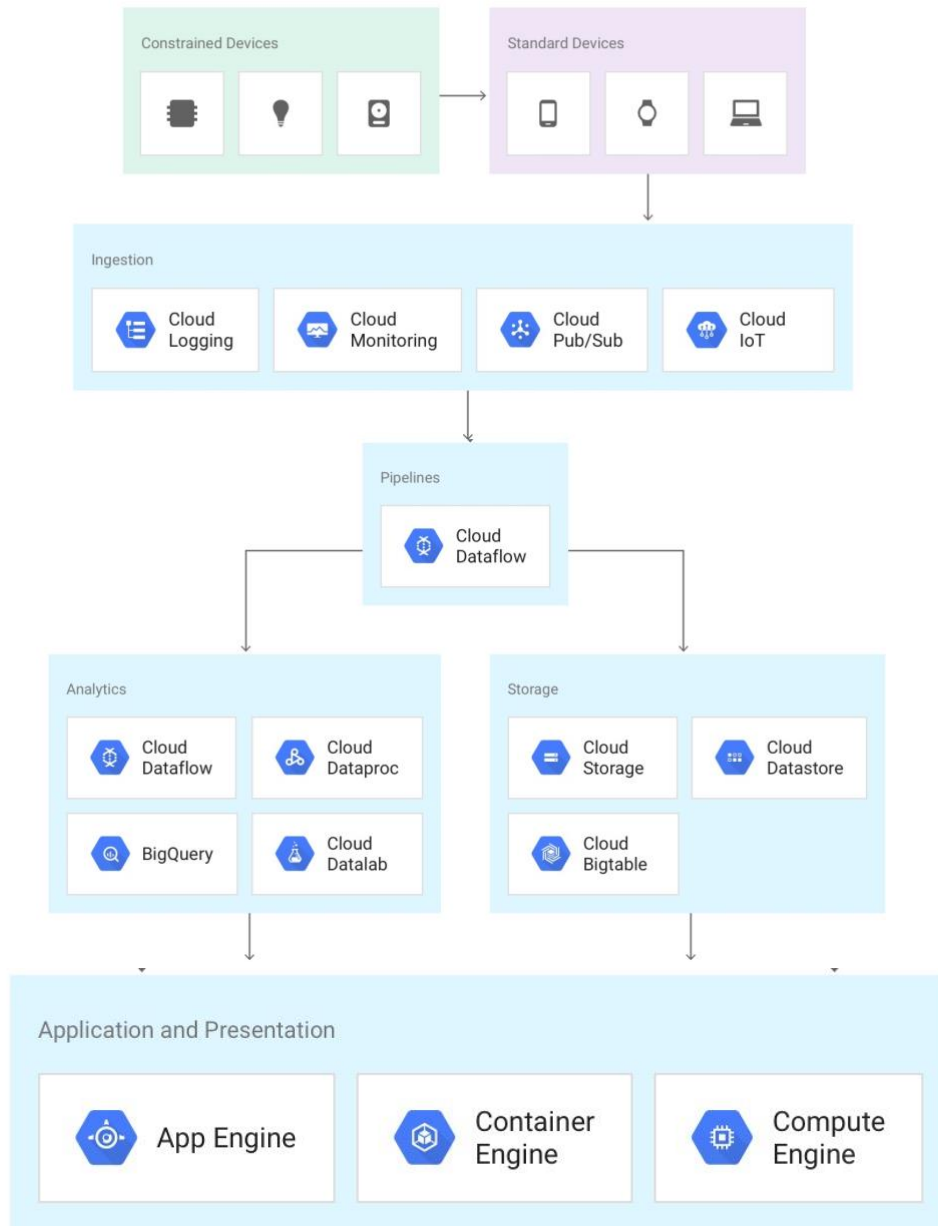 Constrained Devices
Standard Devices
Ingestion
Cloud
Logging
Cloud
Monitoring
Cloud
Pub/Sub
Cloud
IoT
Pipelines
Cloud
Dataflow
Analytics
Cloud
Dataflow
Cloud
Dataproc
BigQuery
Cloud
Datalab
Storage
Cloud
Storage
Cloud
Datastore
Cloud
Bigtable
Application and Presentation
App Engine
Container
Engine
Compute
Engine